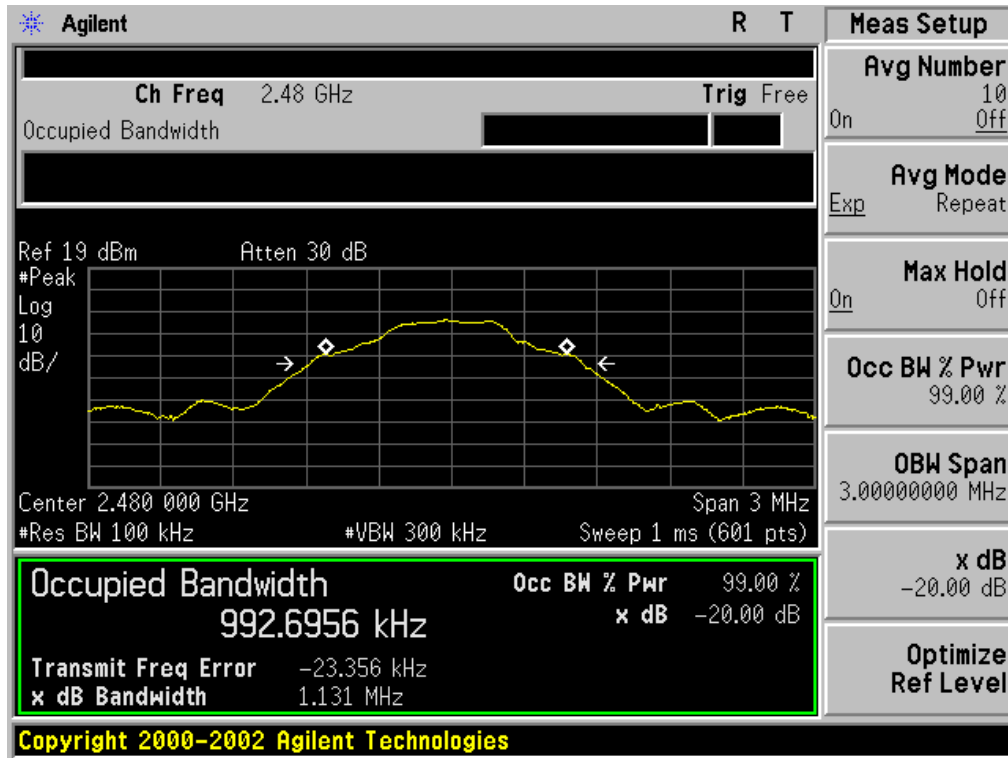 Agilent R T
Ch Freq 2.48 GHz Trig Free
Occupied Bandwidth
Ref 19 dBm Atten 30 dB
#Peak
Log
10
dB/
Center 2.480 000 GHz Span 3 MHz
#Res BW 100 kHz #VBW 300 kHz Sweep 1 ms (601 pts)
Occupied Bandwidth
992.6956 kHz
Occ BW % Pwr 99.00 %
x dB -20.00 dB
Transmit Freq Error -23.356 kHz
x dB Bandwidth 1.131 MHz
Copyright 2000-2002 Agilent Technologies
Meas Setup
Avg Number
10
On Off
Avg Mode
Exp Repeat
Max Hold
On Off
Occ BW % Pwr
99.00 %
OBW Span
3.00000000 MHz
x dB
-20.00 dB
Optimize
Ref Level